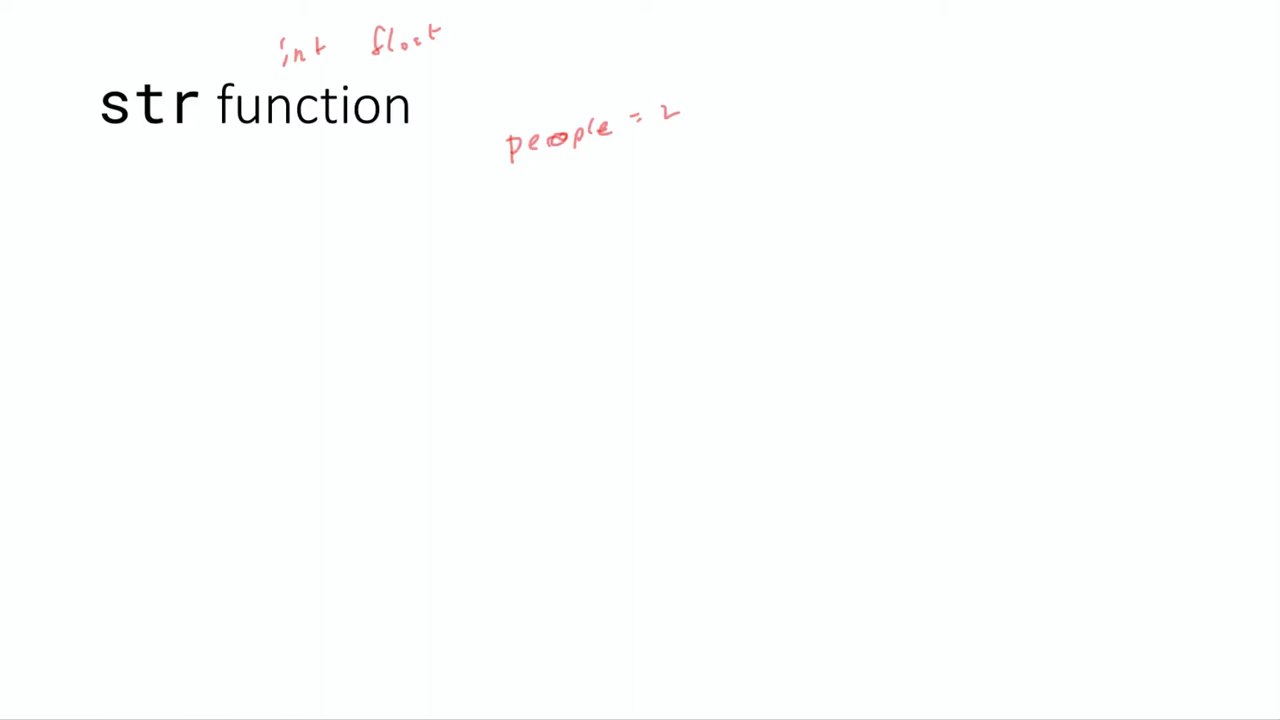 int float
str function
people = 2